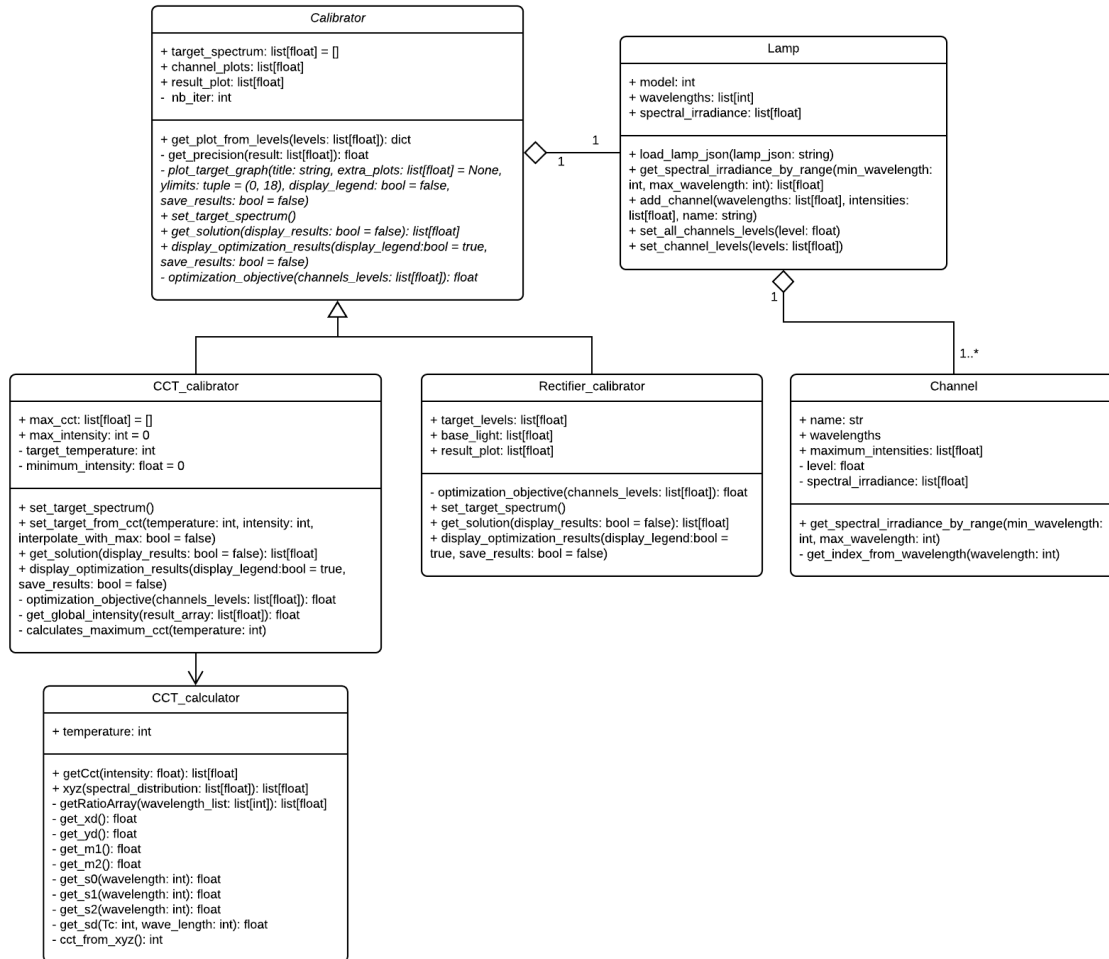 Calibrator
+ target_spectrum: list[float] = []
+ channel_plots: list[float]
+ result_plot: list[float]
- nb_iter: int
+ get_plot_from_levels(levels: list[float]): dict
- get_precision(result: list[float]): float
- plot_target_graph(title: string, extra_plots: list[float] = None,
ylimits: tuple = (0, 18), display_legend: bool = false,
save_results: bool = false)
+ set_target_spectrum()
+ get_solution(display_results: bool = false): list[float]
+ display_optimization_results(display_legend:bool = true,
save_results: bool = false)
- optimization_objective(channels_levels: list[float]): float
1
1
Lamp
+ model: int
+ wavelengths: list[int]
+ spectral_irradiance: list[float]
+ load_lamp_json(lamp_json: string)
+ get_spectral_irradiance_by_range(min_wavelength:
int, max_wavelength: int): list[float]
+ add_channel(wavelengths: list[float], intensities:
list[float], name: string)
+ set_all_channels_levels(level: float)
+ set_channel_levels(levels: list[float])
1
1..*
CCT_calibrator
+ max_cct: list[float] = []
+ max_intensity: int = 0
- target_temperature: int
- minimum_intensity: float = 0
+ set_target_spectrum()
+ set_target_from_cct(temperature: int, intensity: int,
interpolate_with_max: bool = false)
+ get_solution(display_results: bool = false): list[float]
+ display_optimization_results(display_legend:bool = true,
save_results: bool = false)
- optimization_objective(channels_levels: list[float]): float
- get_global_intensity(result_array: list[float]): float
- calculates_maximum_cct(temperature: int)
Rectifier_calibrator
+ target_levels: list[float]
+ base_light: list[float]
+ result_plot: list[float]
- optimization_objective(channels_levels: list[float]): float
+ set_target_spectrum()
+ get_solution(display_results: bool = false): list[float]
+ display_optimization_results(display_legend:bool =
true, save_results: bool = false)
Channel
+ name: str
+ wavelengths
+ maximum_intensities: list[float]
- level: float
- spectral_irradiance: list[float]
+ get_spectral_irradiance_by_range(min_wavelength:
int, max_wavelength: int)
- get_index_from_wavelength(wavelength: int)
CCT_calculator
+ temperature: int
+ getCct(intensity: float): list[float]
+ xyz(spectral_distribution: list[float]): list[float]
- getRatioArray(wavelength_list: list[int]): list[float]
- get_xd(): float
- get_yd(): float
- get_m1(): float
- get_m2(): float
- get_s0(wavelength: int): float
- get_s1(wavelength: int): float
- get_s2(wavelength: int): float
- get_sd(Tc: int, wave_length: int): float
- cct_from_xyz(): int